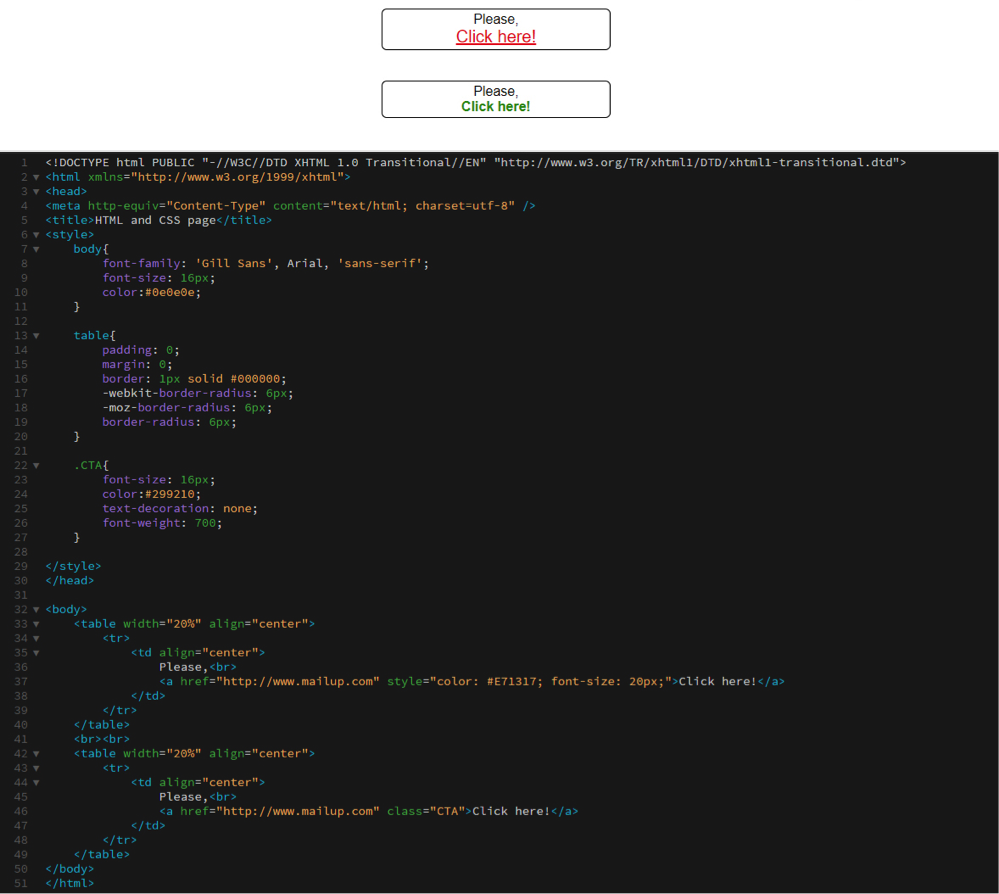 Please,
Click here!
Please,
Click here!
1 <!DOCTYPE html PUBLIC "-//W3C//DTD XHTML 1.0 Transitional//EN" "http://www.w3.org/TR/xhtml1/DTD/xhtml1-transitional.dtd">
2 <html xmlns="http://www.w3.org/1999/xhtml">
3 <head>
4 <meta http-equiv="Content-Type" content="text/html; charset=utf-8" />
5 <title>HTML and CSS page</title>
6 <style>
7 body{
8 font-family: 'Gill Sans', Arial, 'sans-serif';
9 font-size: 16px;
10 color:#0e0e0e;
11 }
12
13 table{
14 padding: 0;
15 margin: 0;
16 border: 1px solid #000000;
17 -webkit-border-radius: 6px;
18 -moz-border-radius: 6px;
19 border-radius: 6px;
20 }
21
22 .CTA{
23 font-size: 16px;
24 color:#299210;
25 text-decoration: none;
26 font-weight: 700;
27 }
28
29 </style>
30 </head>
31
32 <body>
33 <table width="20%" align="center">
34 <tr>
35 <td align="center">
36 Please,<br>
37 <a href="http://www.mailup.com" style="color: #E71317; font-size: 20px;">Click here!</a>
38 </td>
39 </tr>
40 </table>
41 <br><br>
42 <table width="20%" align="center">
43 <tr>
44 <td align="center">
45 Please,<br>
46 <a href="http://www.mailup.com" class="CTA">Click here!</a>
47 </td>
48 </tr>
49 </table>
50 </body>
51 </html>